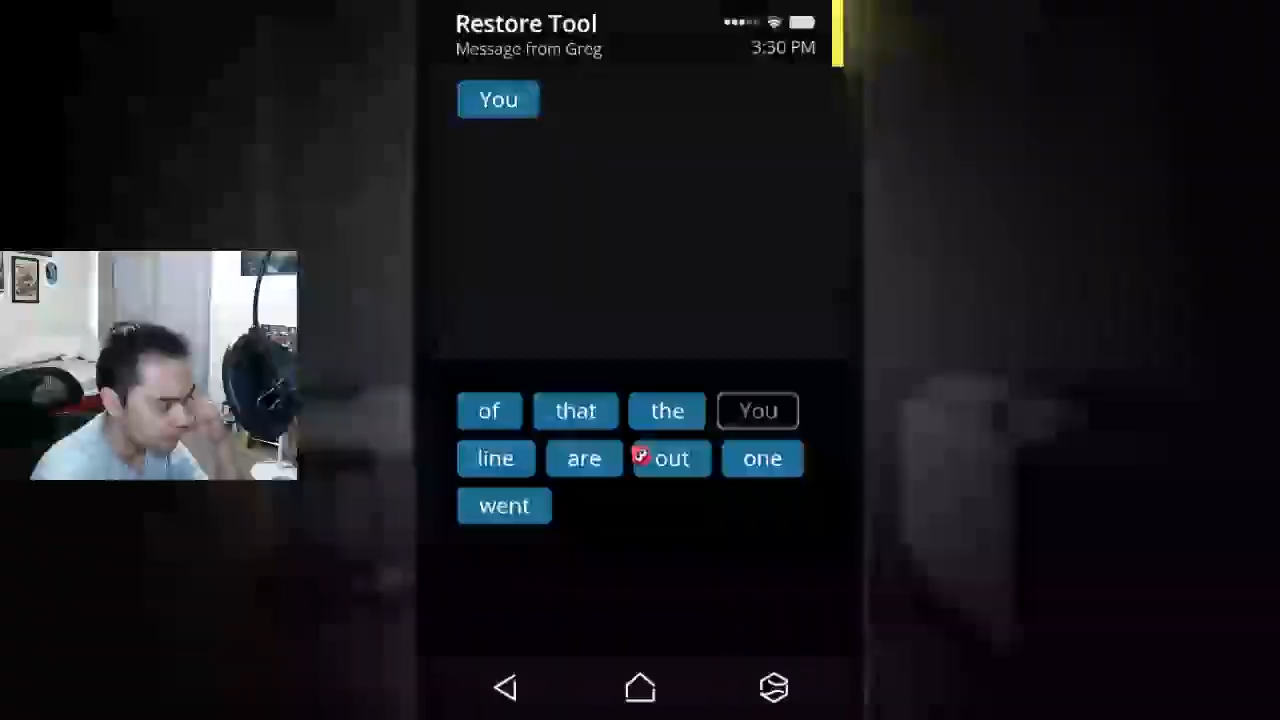 Restore Tool
Message from Greg
3:30 PM
You
of that the You
line are out one
went